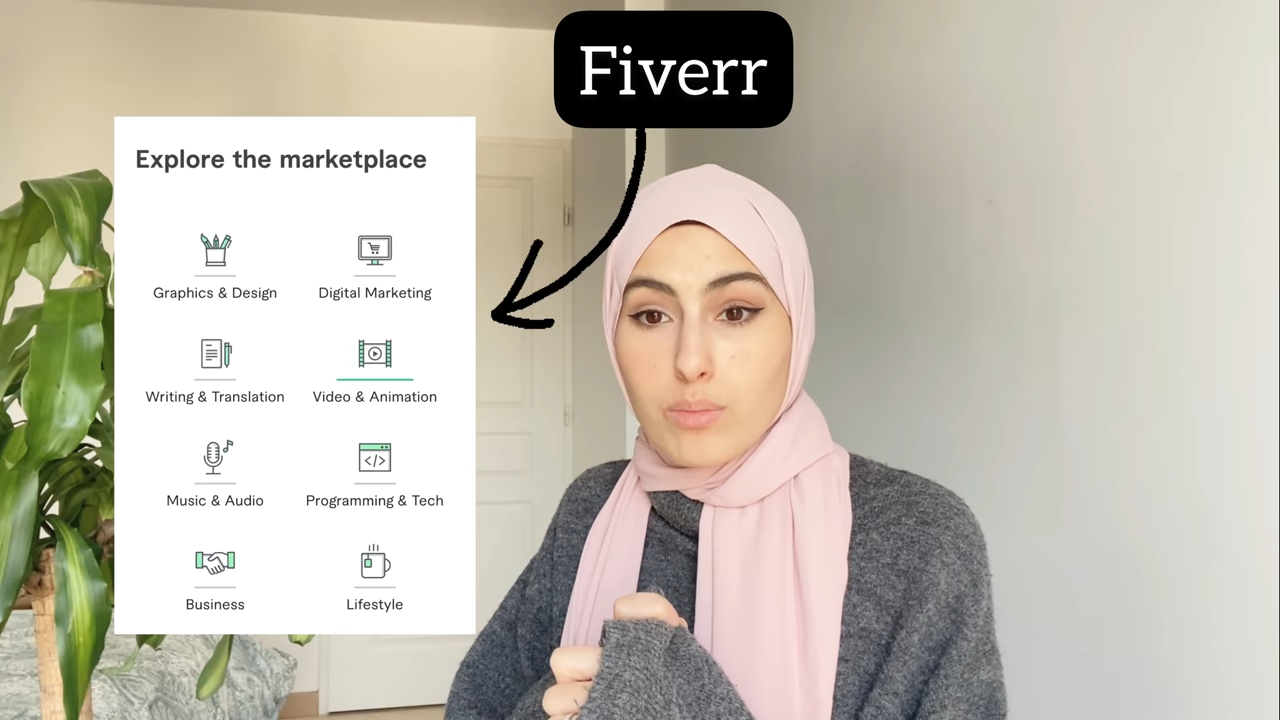 Fiverr
Explore the marketplace
Graphics & Design
Digital Marketing
Writing & Translation
Video & Animation
Music & Audio
Programming & Tech
Business
Lifestyle